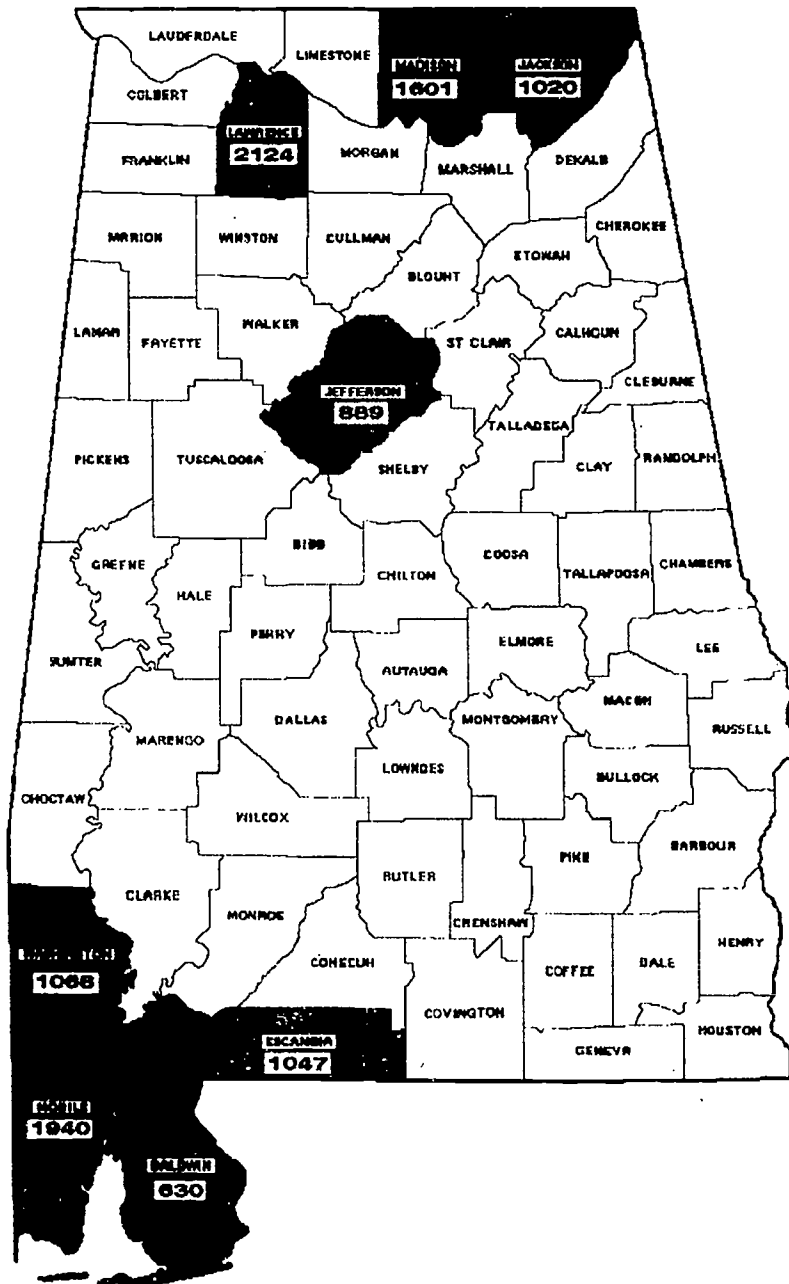 LAUDERDALE
LIMESTONE
MADISON
1601
JACKSON
1020
COLBERT
LAWRENCE
2124
FRANKLIN
MORGAN
MARSHALL
DEKALB
MARION
WINSTON
CULLMAN
CHEROKEE
ETOWAH
BLOUNT
LAMAR
FAYETTE
WALKER
ST CLAIR
CALHOUN
CLEBURNE
JEFFERSON
889
TALLADEGA
PICKENS
TUSCALOOSA
SHELBY
CLAY
RANDOLPH
BIBB
GREENE
HALE
CHILTON
COOSA
TALLAPOOSA
CHAMBERS
PERRY
ELMORE
LEE
SUMTER
AUTAUGA
MACON
MARENGO
DALLAS
MONTGOMERY
RUSSELL
LOWNDES
BULLOCK
CHOCTAW
WILCOX
PIKE
BARBOUR
CLARKE
BUTLER
MONROE
CRENSHAW
WASHINGTON
1068
CONECUH
COFFEE
DALE
HENRY
COVINGTON
ESCAMBIA
1047
GENEVA
HOUSTON
MOBILE
1940
BALDWIN
630